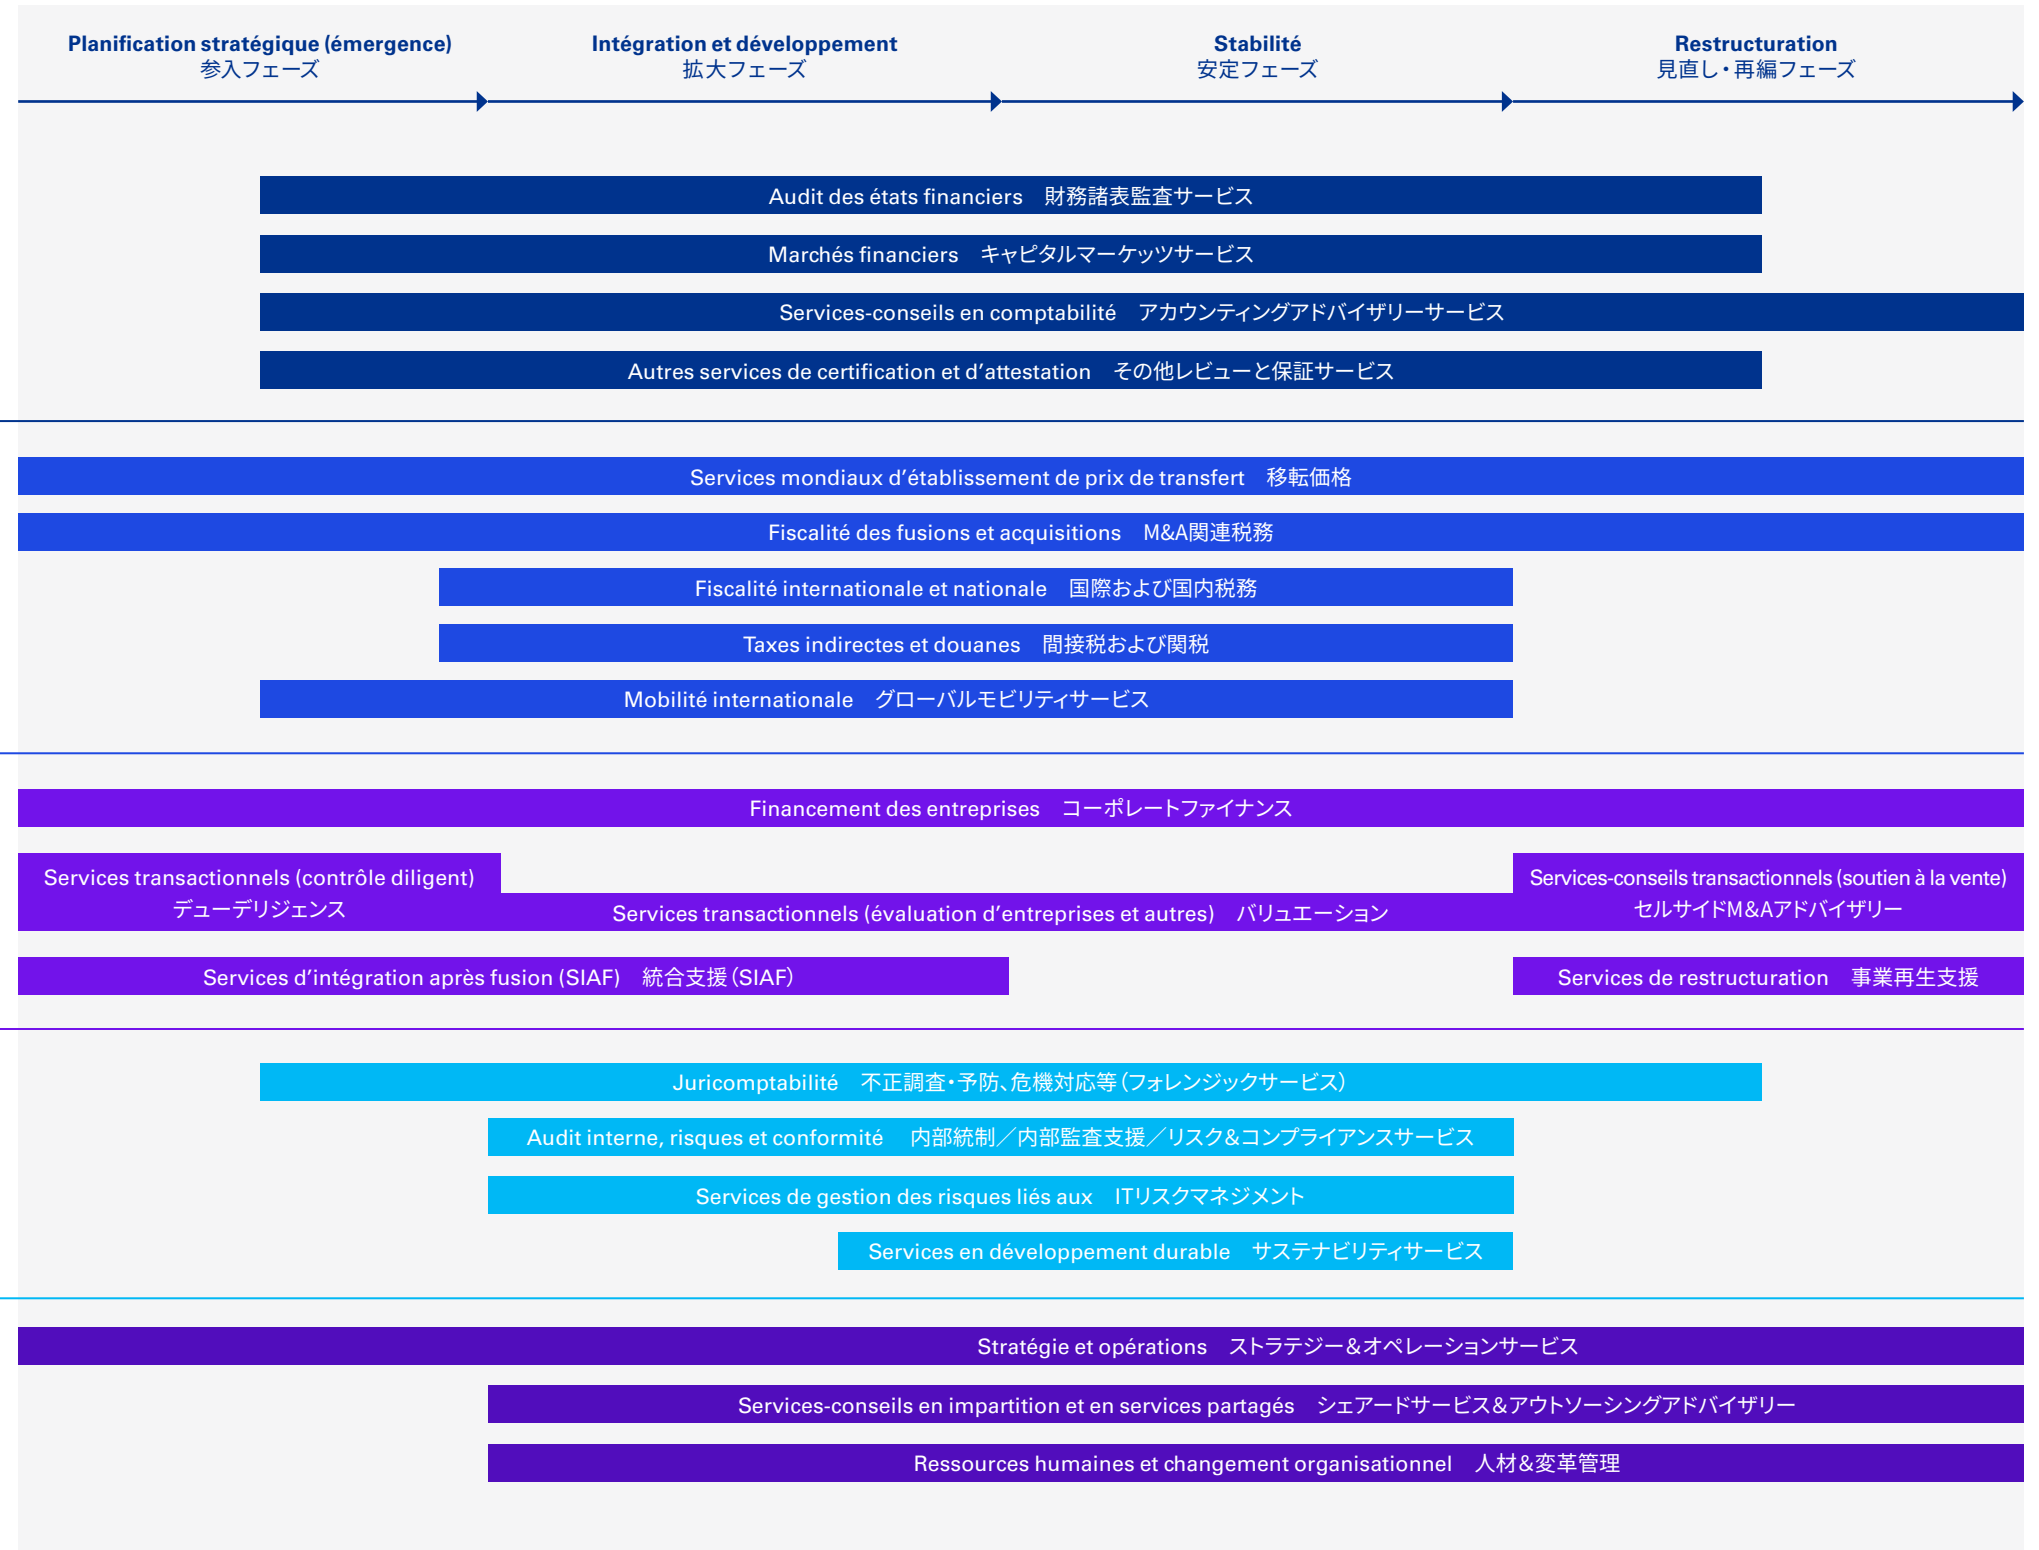 Planification stratégique (émergence)
参入フェーズ
Intégration et développement
拡大フェーズ
Stabilité
安定フェーズ
Restructuration
見直し・再編フェーズ
Audit des états financiers　財務諸表監査サービス
Marchés financiers　キャピタルマーケッツサービス
Services-conseils en comptabilité　アカウンティングアドバイザリーサービス
Autres services de certification et d’attestation　その他レビューと保証サービス
Services mondiaux d’établissement de prix de transfert　移転価格
Fiscalité des fusions et acquisitions　M&A関連税務
Fiscalité internationale et nationale　国際および国内税務
Taxes indirectes et douanes　間接税および関税
Mobilité internationale　グローバルモビリティサービス
Financement des entreprises　コーポレートファイナンス
Services transactionnels (contrôle diligent)
デューデリジェンス
Services transactionnels (évaluation d’entreprises et autres)　バリュエーション
Services-conseils transactionnels (soutien à la vente)
セルサイドM&Aアドバイザリー
Services d’intégration après fusion (SIAF)　統合支援（SIAF）
Services de restructuration　事業再生支援
Juricomptabilité　不正調査・予防、危機対応等（フォレンジックサービス）
Audit interne, risques et conformité　内部統制／内部監査支援／リスク＆コンプライアンスサービス
Services de gestion des risques liés aux　ITリスクマネジメント
Services en développement durable　サステナビリティサービス
Stratégie et opérations　ストラテジー＆オペレーションサービス
Services-conseils en impartition et en services partagés　シェアードサービス＆アウトソーシングアドバイザリー
Ressources humaines et changement organisationnel　人材＆変革管理